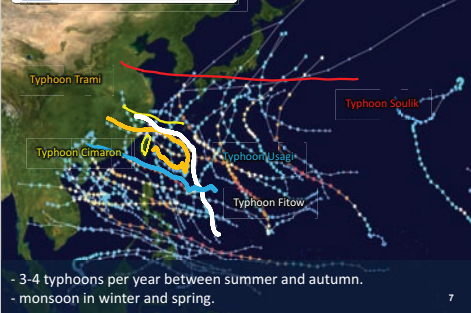 Typhoon Trami
Typhoon Soulik
Typhoon Cimaron
Typhoon Usagi
Typhoon Fitow
- 3-4 typhoons per year between summer and autumn.
- monsoon in winter and spring.
7